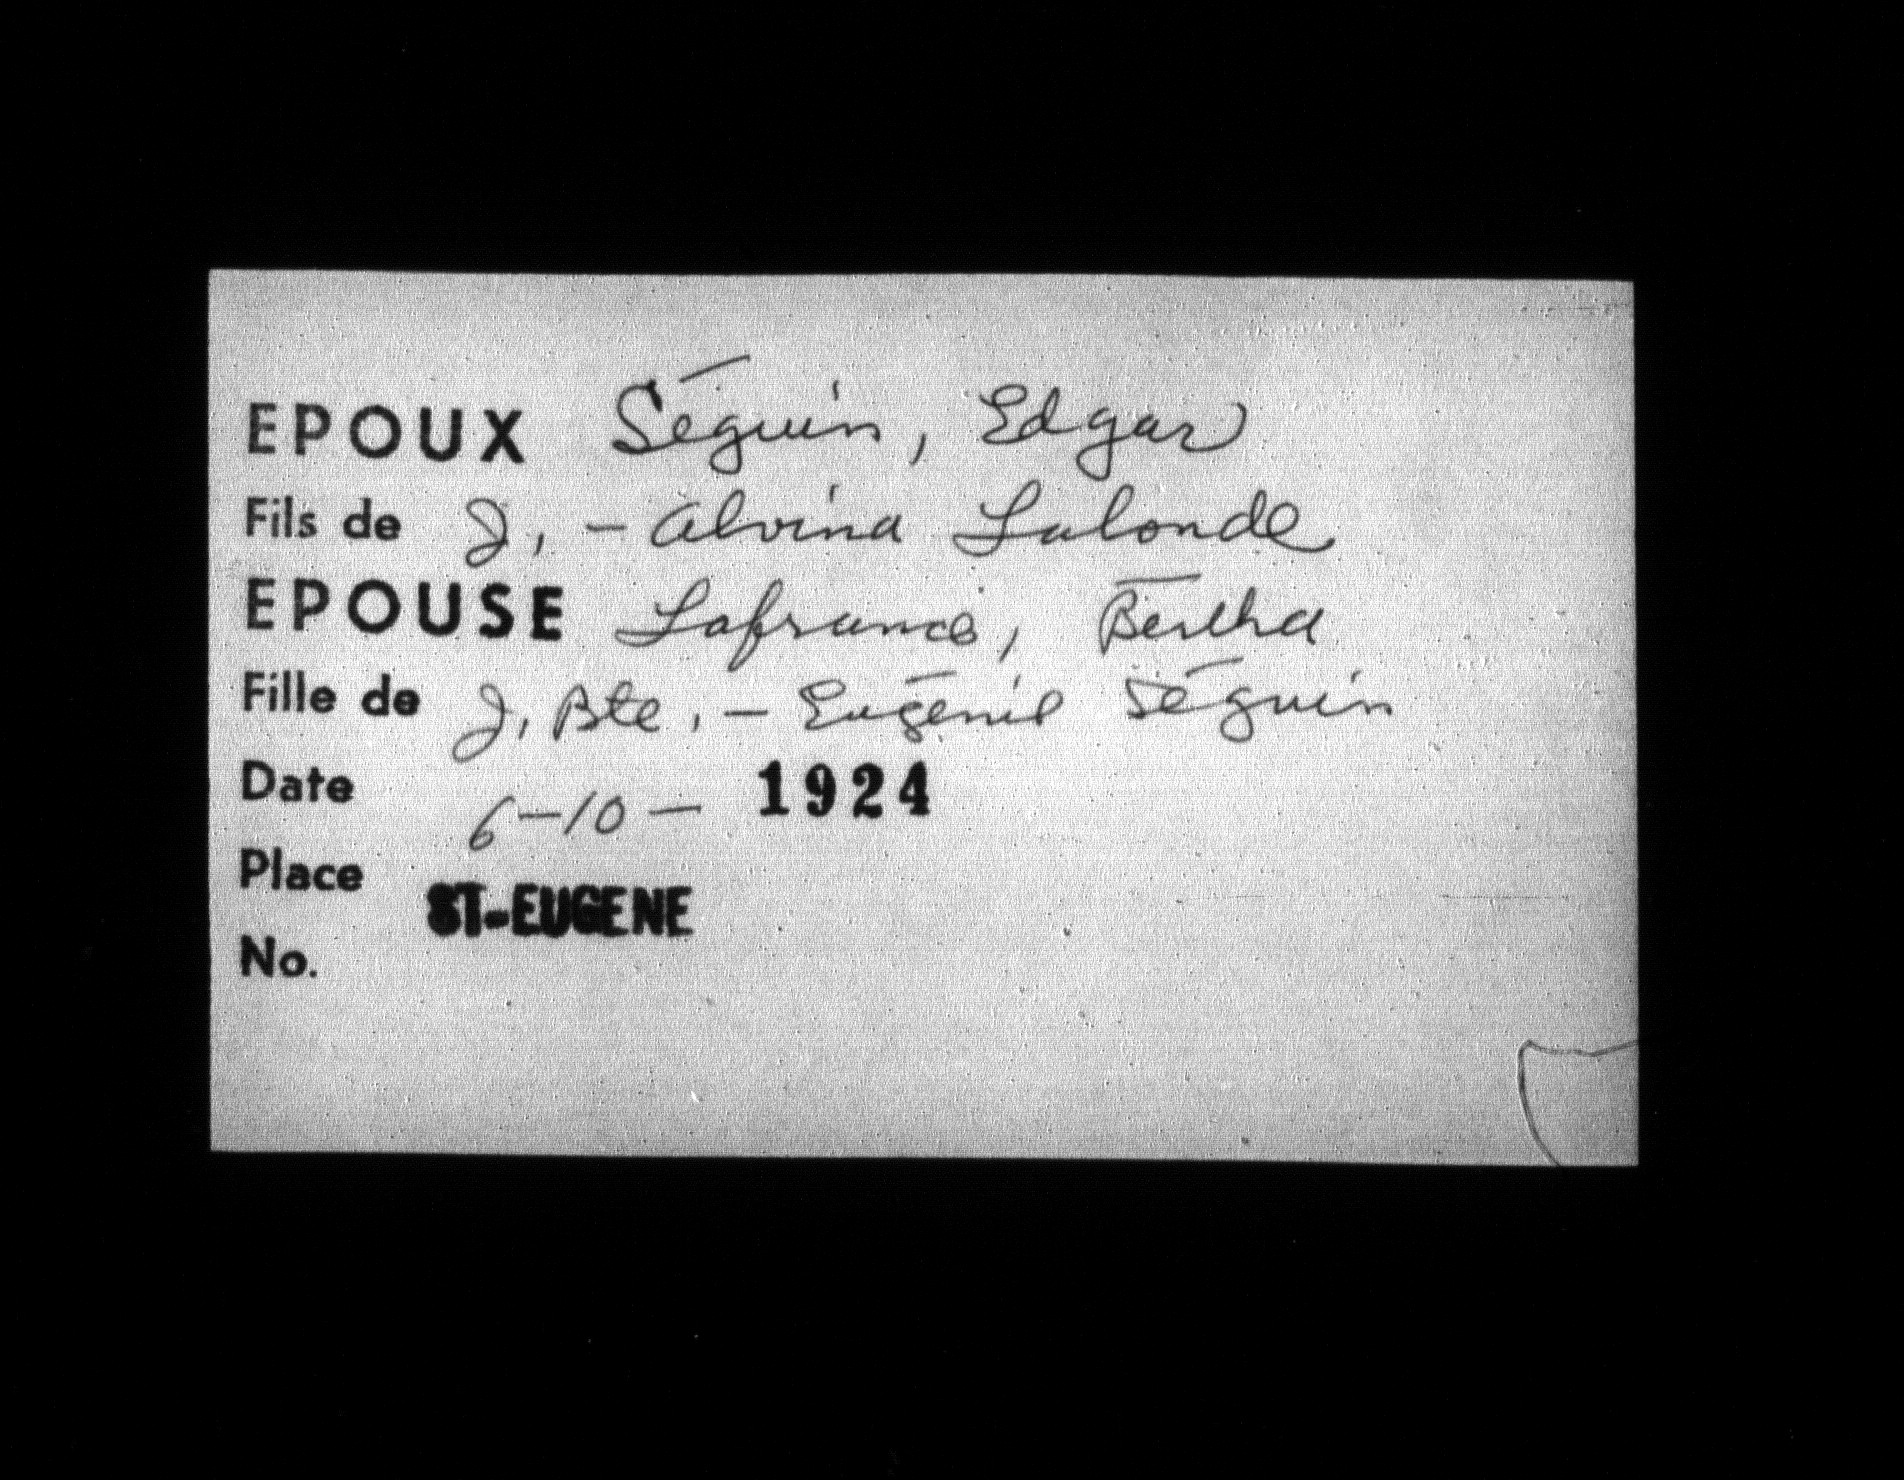 EPOUX Séguin, Edgar
Fils de J, - Alvina Lalonde
EPOUSE Lafrance, Bertha
Fille de J, Bte, - Eugénie Séguin
Date 6-10- 1924
Place ST-EUGENE
No.